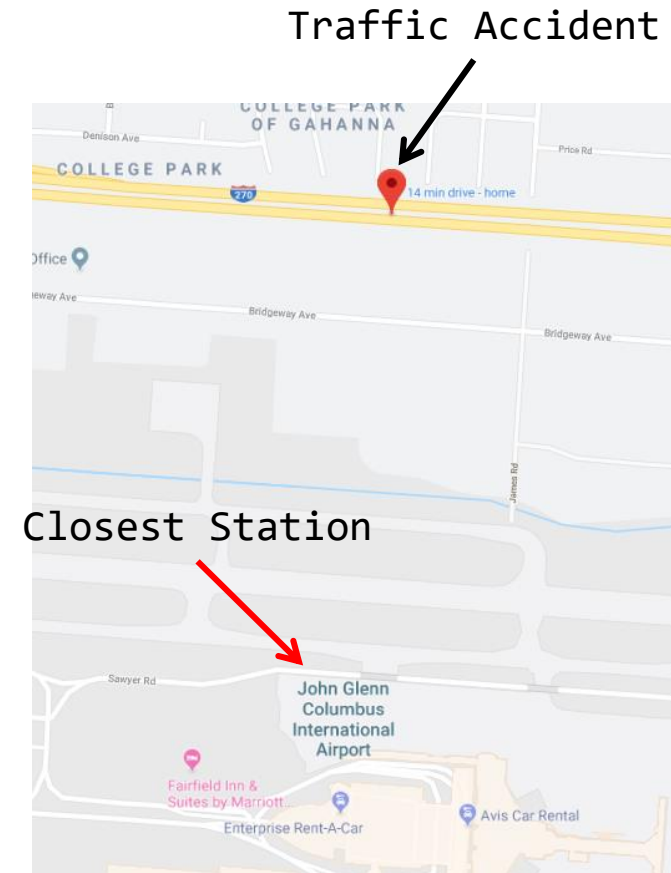 Traffic Accident
COLLEGE PARK
OF GAHANNA
Denison Ave
Price Rd
COLLEGE PARK
270
14 min drive - home
Office
eway Ave
Bridgeway Ave
Bridgeway Ave
James Rd
Closest Station
Sawyer Rd
John Glenn
Columbus
International
Airport
Fairfield Inn &
Suites by Marriott...
Enterprise Rent-A-Car
Avis Car Rental